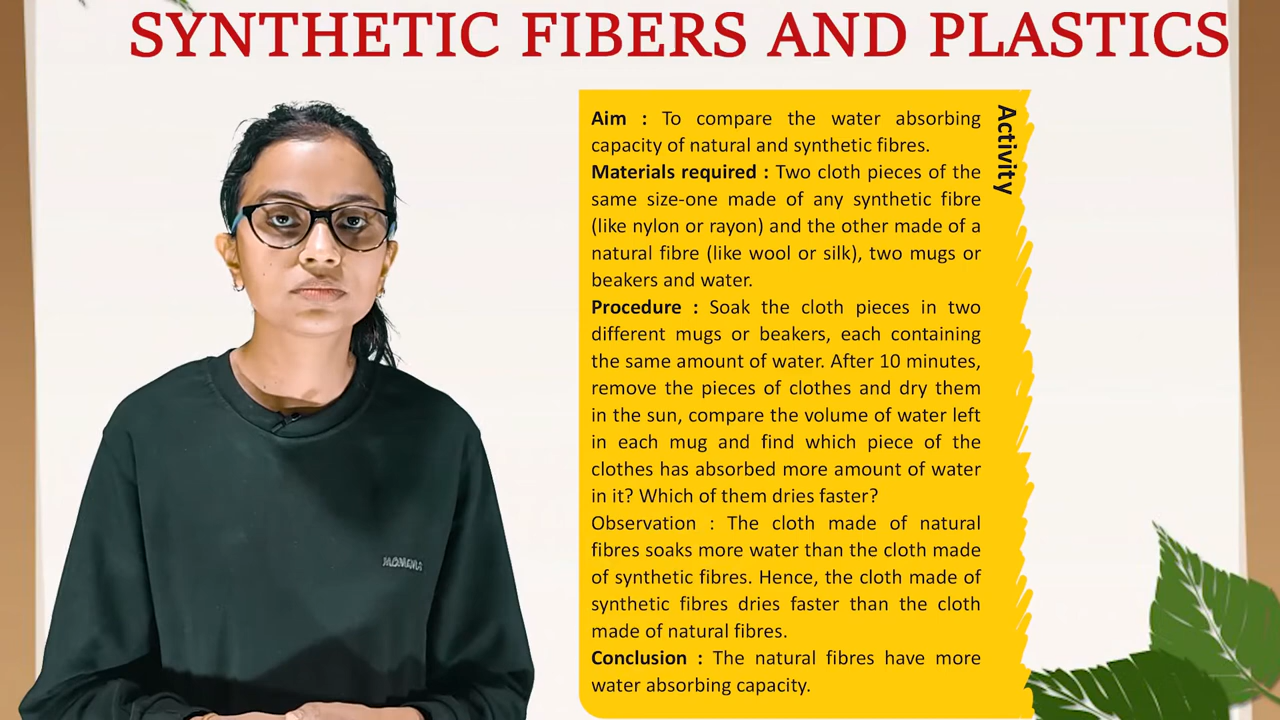 SYNTHETIC FIBERS AND PLASTICS
Activity
Aim : To compare the water absorbing
capacity of natural and synthetic fibres.
Materials required : Two cloth pieces of the
same size-one made of any synthetic fibre
(like nylon or rayon) and the other made of a
natural fibre (like wool or silk), two mugs or
beakers and water.
Procedure : Soak the cloth pieces in two
different mugs or beakers, each containing
the same amount of water. After 10 minutes,
remove the pieces of clothes and dry them
in the sun, compare the volume of water left
in each mug and find which piece of the
clothes has absorbed more amount of water
in it? Which of them dries faster?
Observation : The cloth made of natural
fibres soaks more water than the cloth made
of synthetic fibres. Hence, the cloth made of
synthetic fibres dries faster than the cloth
made of natural fibres.
Conclusion : The natural fibres have more
water absorbing capacity.